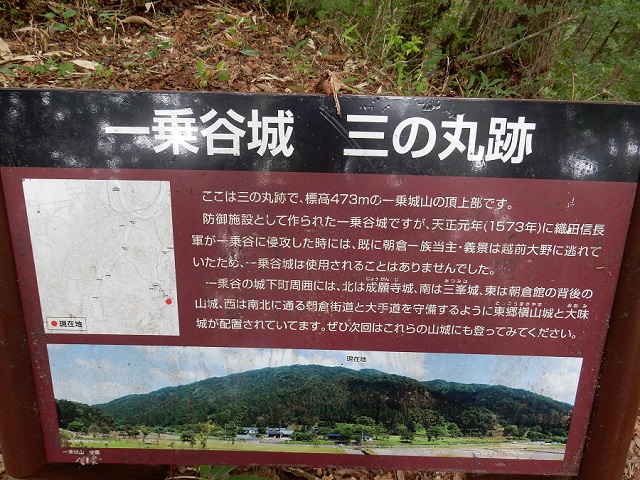 一乗谷城 三の丸跡
ここは三の丸跡で、標高473mの一乗城山の頂上部です。
防御施設として作られた一乗谷城ですが、天正元年(1573年)に織田信長
軍が一乗谷に侵攻した時には、既に朝倉一族当主・義景は越前大野に逃れて
いたため、一乗谷城は使用されることはありませんでした。
一乗谷の城下町周囲には、北は成願寺城、南は三峯城、東は朝倉館の背後の
山城、西は南北に通る朝倉街道と大手道を守備するように東郷槇山城と大味
城が配置されていてます。ぜひ次回はこれらの山城にも登ってみてください。
現在地
現在地
一乗城山 全景